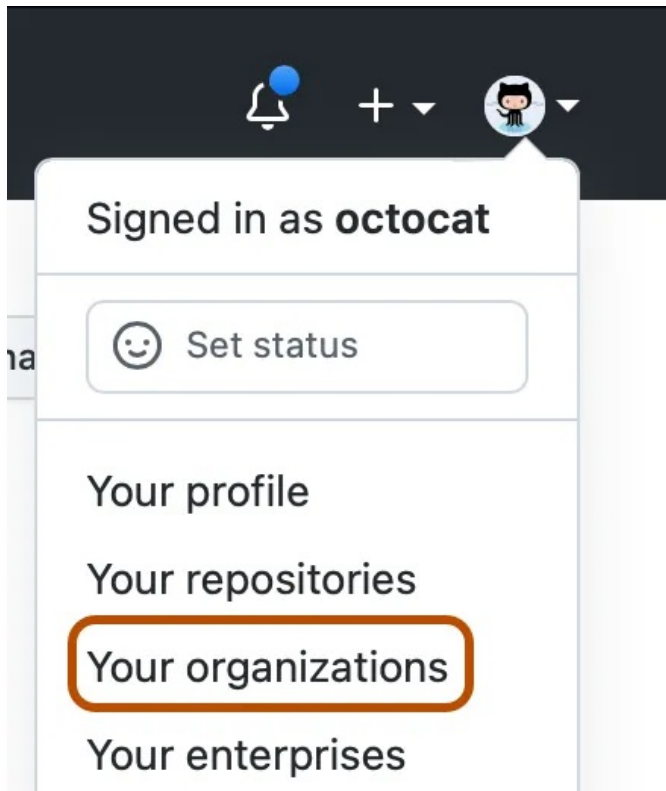 Signed in as octocat
Set status
Your profile
Your repositories
Your organizations
Your enterprises